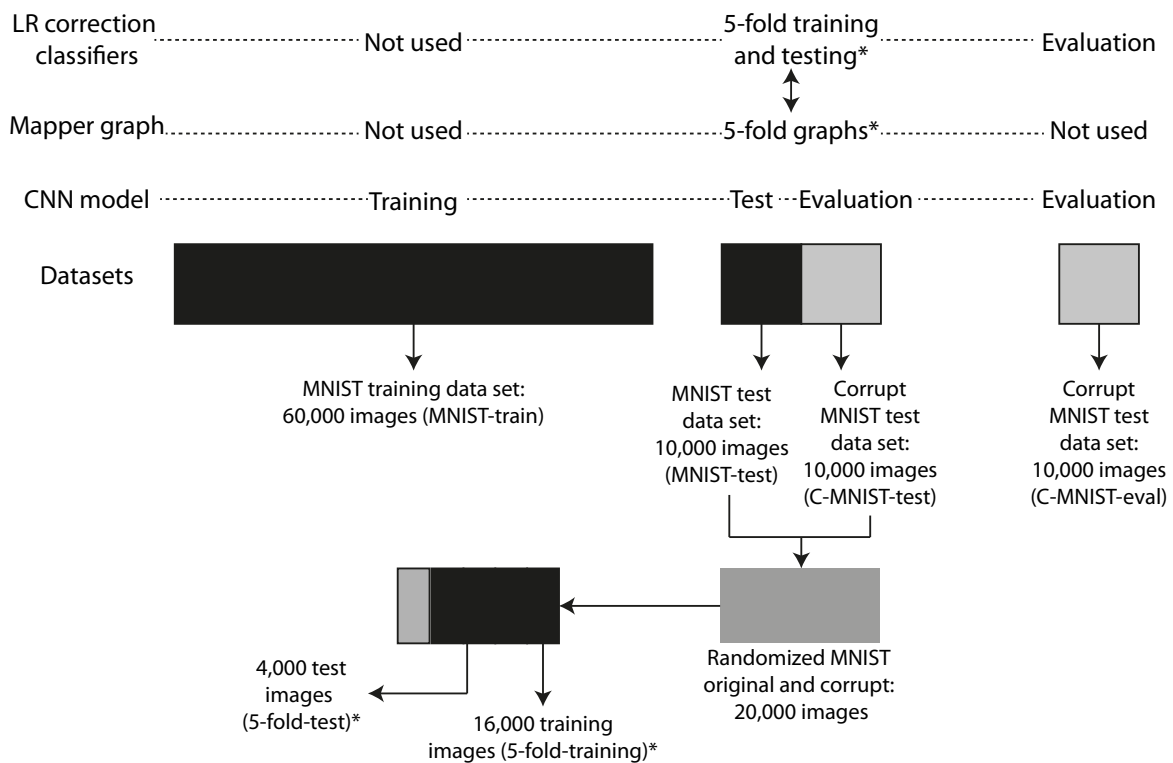 LR correction
classifiers
Not used
5-fold training
and testing*
Evaluation
Mapper graph
Not used
5-fold graphs*
Not used
CNN model
Training
Test
Evaluation
Evaluation
Datasets
MNIST training data set:
60,000 images (MNIST-train)
MNIST test
data set:
10,000 images
(MNIST-test)
Corrupt
MNIST test
data set:
10,000 images
(C-MNIST-test)
Corrupt
MNIST test
data set:
10,000 images
(C-MNIST-eval)
4,000 test
images
(5-fold-test)*
16,000 training
images (5-fold-training)*
Randomized MNIST
original and corrupt:
20,000 images